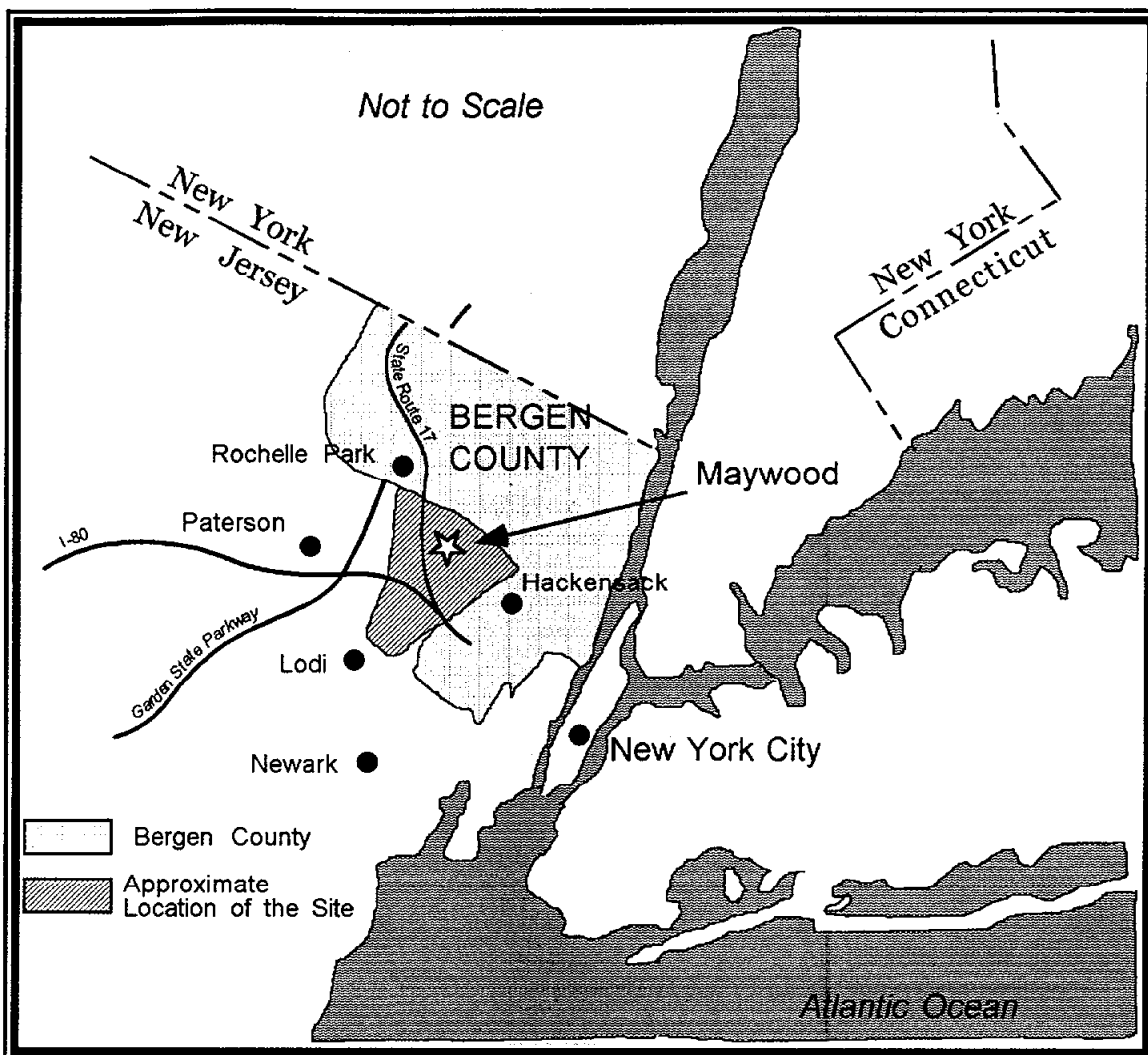 Not to Scale
New York
New Jersey
New York
Connecticut
State Route 17
BERGEN
COUNTY
Rochelle Park
Maywood
Paterson
I-80
Hackensack
Garden State Parkway
Lodi
New York City
Newark
Bergen County
Approximate
Location of the Site
Atlantic Ocean